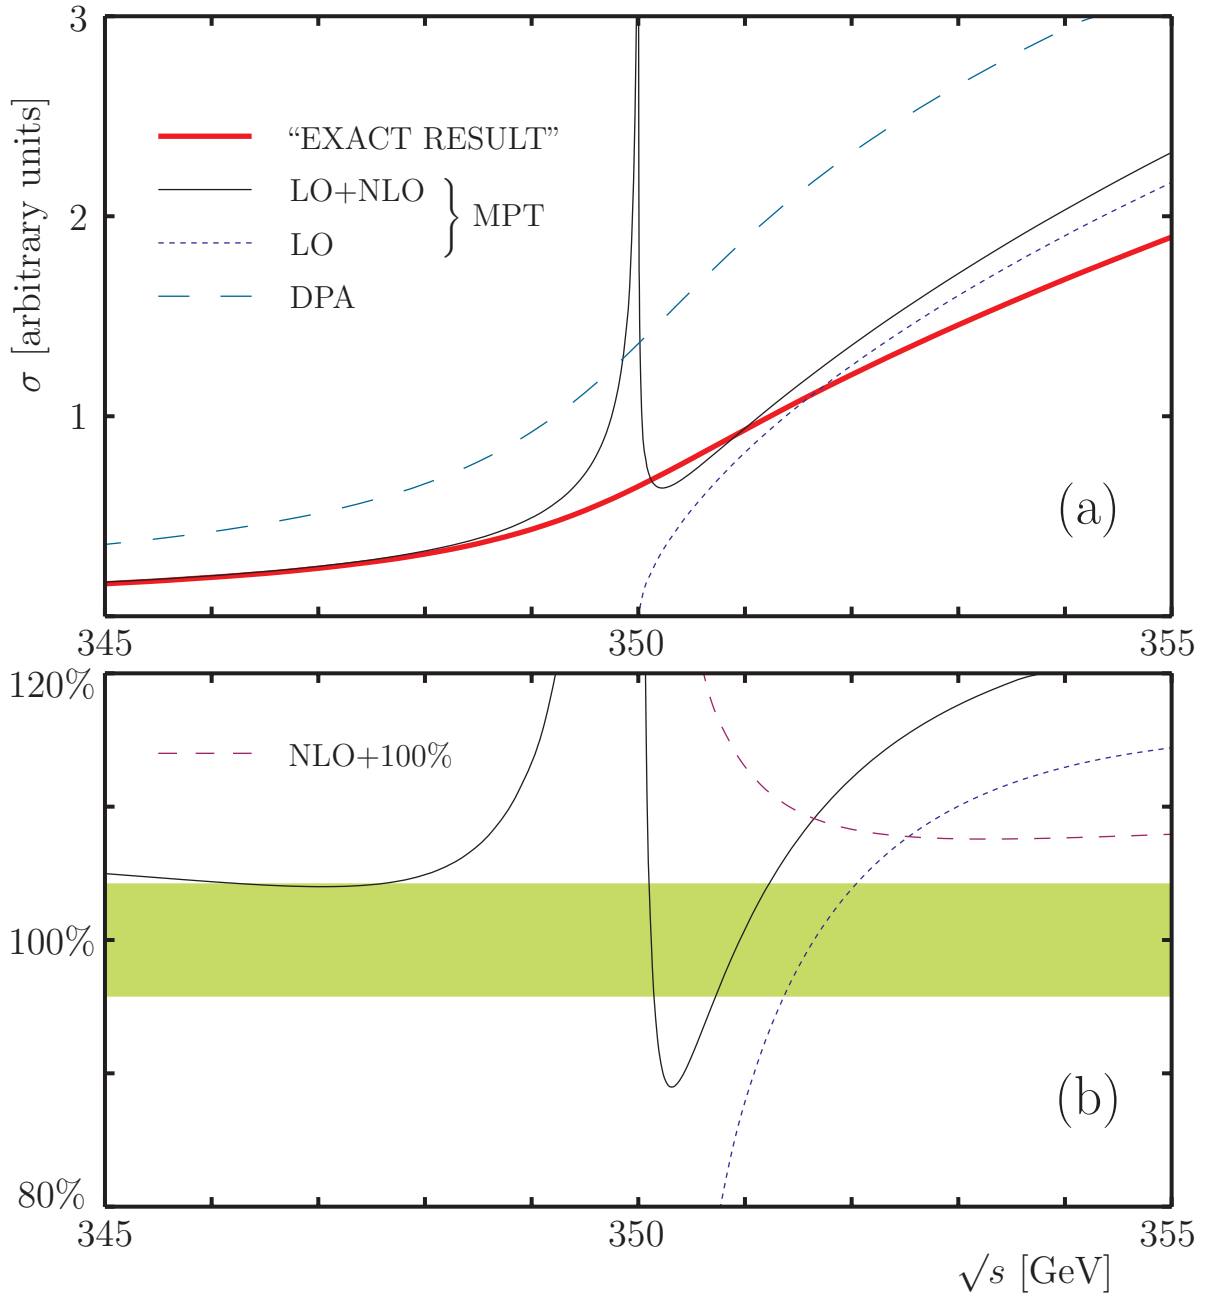 3
2
1
σ [arbitrary units]
“EXACT RESULT”
LO+NLO
LO
} MPT
DPA
(a)
345 350 355
120%
100%
80%
NLO+100%
(b)
345 350 355
√s [GeV]